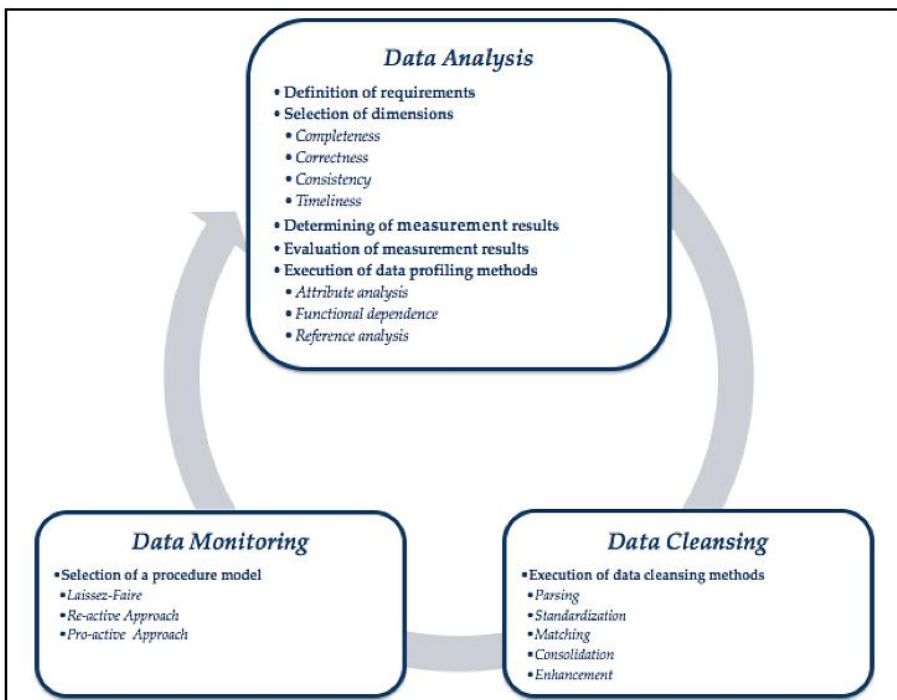 Data Analysis
• Definition of requirements
• Selection of dimensions
• Completeness
• Correctness
• Consistency
• Timeliness
• Determining of measurement results
• Evaluation of measurement results
• Execution of data profiling methods
• Attribute analysis
• Functional dependence
• Reference analysis
Data Monitoring
▪Selection of a procedure model
▪Laissez-Faire
▪Re-active Approach
▪Pro-active Approach
Data Cleansing
▪Execution of data cleansing methods
▪Parsing
▪Standardization
▪Matching
▪Consolidation
▪Enhancement